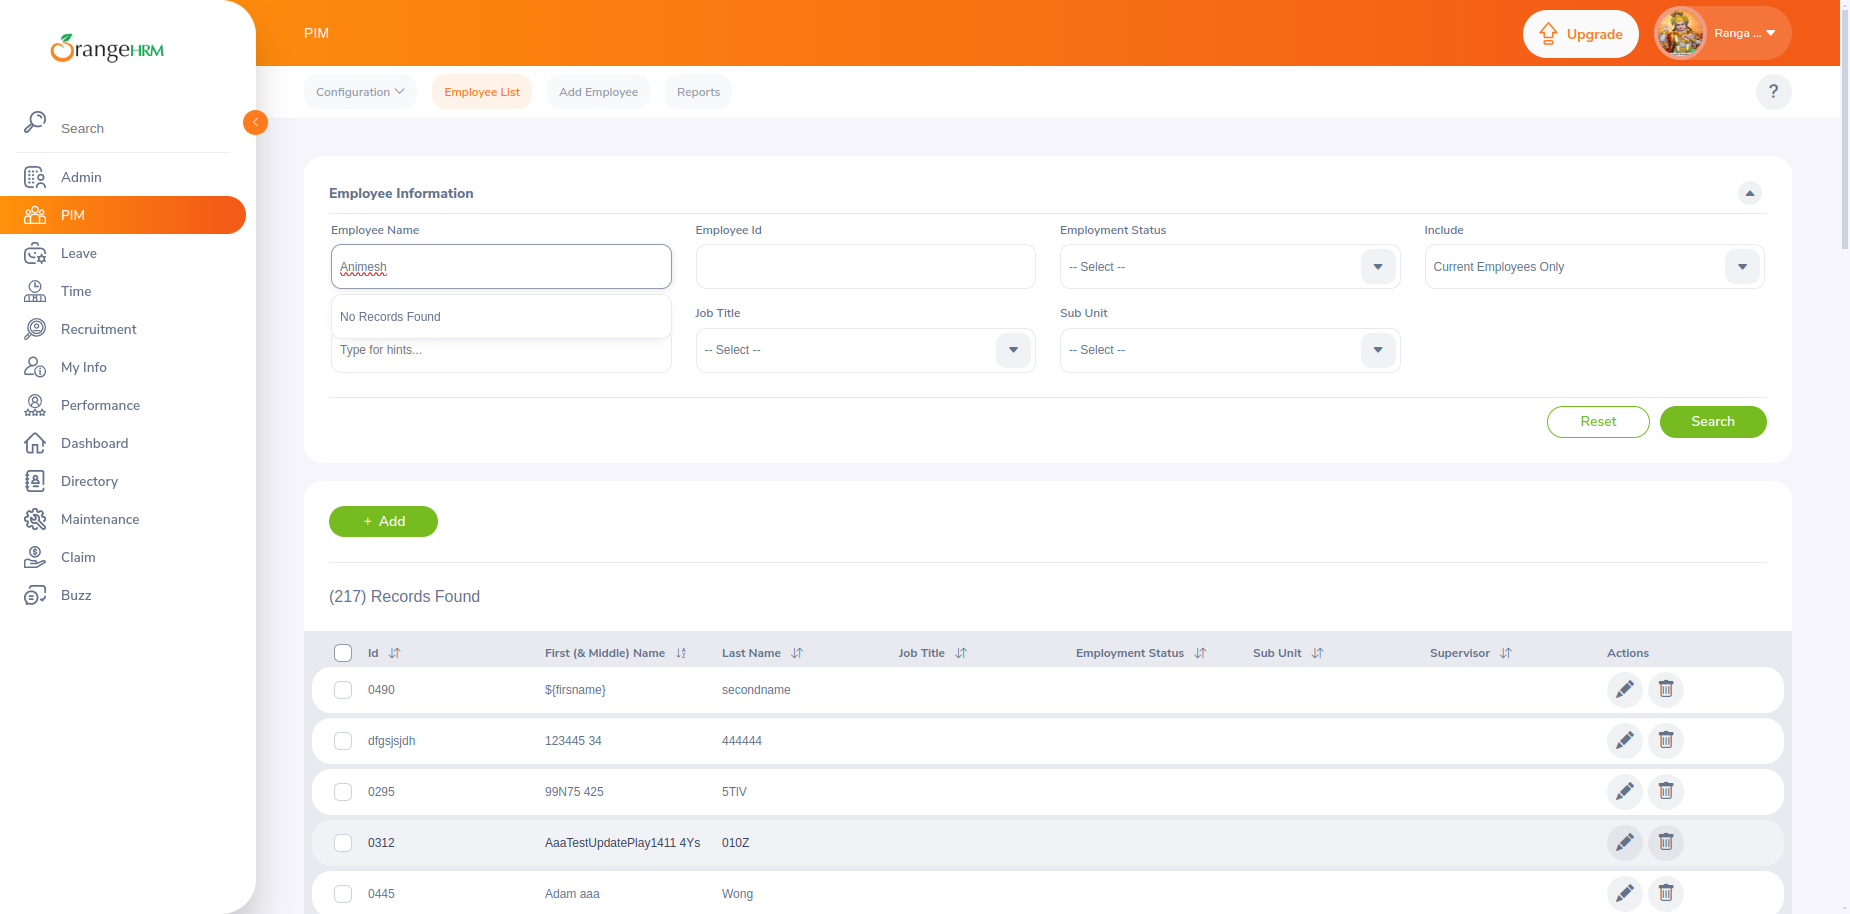 OrangeHRM
PIM
Upgrade
Ranga ...
Configuration
Employee List
Add Employee
Reports
?
Search
Admin
PIM
Leave
Time
Recruitment
My Info
Performance
Dashboard
Directory
Maintenance
Claim
Buzz
Employee Information
Employee Name
Employee Id
Employment Status
Include
Animesh
-- Select --
Current Employees Only
No Records Found
Job Title
Sub Unit
Type for hints...
-- Select --
-- Select --
Reset
Search
+ Add
(217) Records Found
Id First (& Middle) Name Last Name Job Title Employment Status Sub Unit Supervisor Actions
0490 ${firsname} secondname
dfgsjsjdh 123445 34 444444
0295 99N75 425 5TIV
0312 AaaTestUpdatePlay1411 4Ys 010Z
0445 Adam aaa Wong